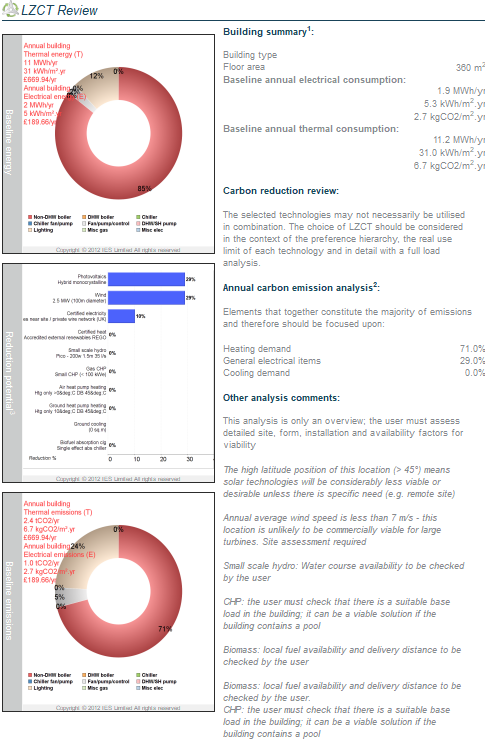 LZCT Review
Baseline energy
Annual building
Thermal energy (T)
11 MWh/yr
31 kWh/m².yr
£669.94/yr
Annual building
Electrical energy (E)
2 MWh/yr
5 kWh/m².yr
£189.66/yr
0%
12%
0%
85%
Non-DHW boiler
DHW boiler
Chiller
Chiller fan/pump
Fan/pump/control
DHW/SH pump
Lighting
Misc gas
Misc elec
Copyright © 2012 IES Limited All rights reserved
Reduction potential³
Photovoltaics
Hybrid monocrystalline
29%
Wind
2.5 MW (100m diameter)
29%
Certified electricity
es near site / private wire network (UK)
10%
Certified heat
Accredited external renewables REGO
0%
Small scale hydro
Pico - 200w 1.5m 35 l/s
0%
Gas CHP
Small CHP (< 100 kWe)
0%
Air heat pump heating
Htg only >0&deg;C DB 45&deg;C
0%
Ground heat pump heating
Htg only 10&deg;C DB 45&deg;C
0%
Ground cooling
(0 sq.m)
0%
Biofuel absorption clg
Single effect abs chiller
0%
Reduction %
0 10 20 30
Copyright © 2012 IES Limited All rights reserved
Baseline emissions
Annual building
Thermal emissions (T)
2.4 tCO2/yr
6.7 kgCO2/m².yr
£669.94/yr
Annual building
Electrical emissions (E)
1.0 tCO2/yr
2.7 kgCO2/m².yr
£189.66/yr
0%
24%
0%
5%
0%
71%
Non-DHW boiler
DHW boiler
Chiller
Chiller fan/pump
Fan/pump/control
DHW/SH pump
Lighting
Misc gas
Misc elec
Copyright © 2012 IES Limited All rights reserved
Building summary¹:
Building type
Floor area 360 m²
Baseline annual electrical consumption:
1.9 MWh/yr
5.3 kWh/m².yr
2.7 kgCO2/m².yr
Baseline annual thermal consumption:
11.2 MWh/yr
31.0 kWh/m².yr
6.7 kgCO2/m².yr
Carbon reduction review:
The selected technologies may not necessarily be utilised
in combination. The choice of LZCT should be considered
in the context of the preference hierarchy, the real use
limit of each technology and in detail with a full load
analysis.
Annual carbon emission analysis²:
Elements that together constitute the majority of emissions
and therefore should be focused upon:
Heating demand 71.0%
General electrical items 29.0%
Cooling demand 0.0%
Other analysis comments:
This analysis is only an overview; the user must assess
detailed site, form, installation and availability factors for
viability
The high latitude position of this location (> 45°) means
solar technologies will be considerably less viable or
desirable unless there is specific need (e.g. remote site)
Annual average wind speed is less than 7 m/s - this
location is unlikely to be commercially viable for large
turbines. Site assessment required
Small scale hydro: Water course availability to be checked
by the user
CHP: the user must check that there is a suitable base
load in the building; it can be a viable solution if the
building contains a pool
Biomass: local fuel availability and delivery distance to be
checked by the user
Biomass: local fuel availability and delivery distance to be
checked by the user.
CHP: the user must check that there is a suitable base
load in the building; it can be a viable solution if the
building contains a pool